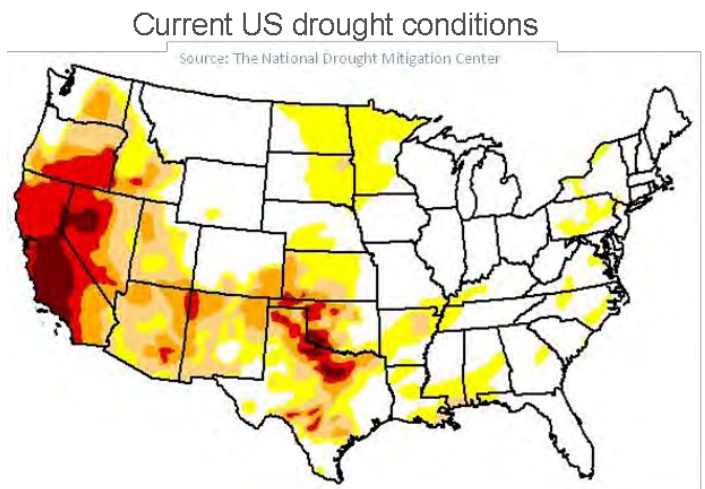 Current US drought conditions
Source: The National Drought Mitigation Center